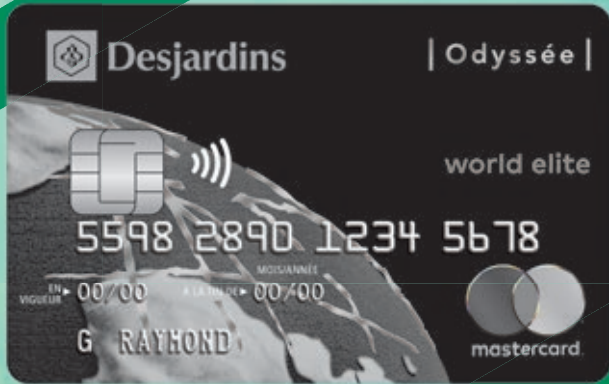 Desjardins | Odyssée |
world elite
5598 2890 1234 5678
MOIS/ANNÉE
EN VIGUEUR ▸ 00/00 À LA FIN DE ▸ 00/00
G RAYMOND
mastercard.